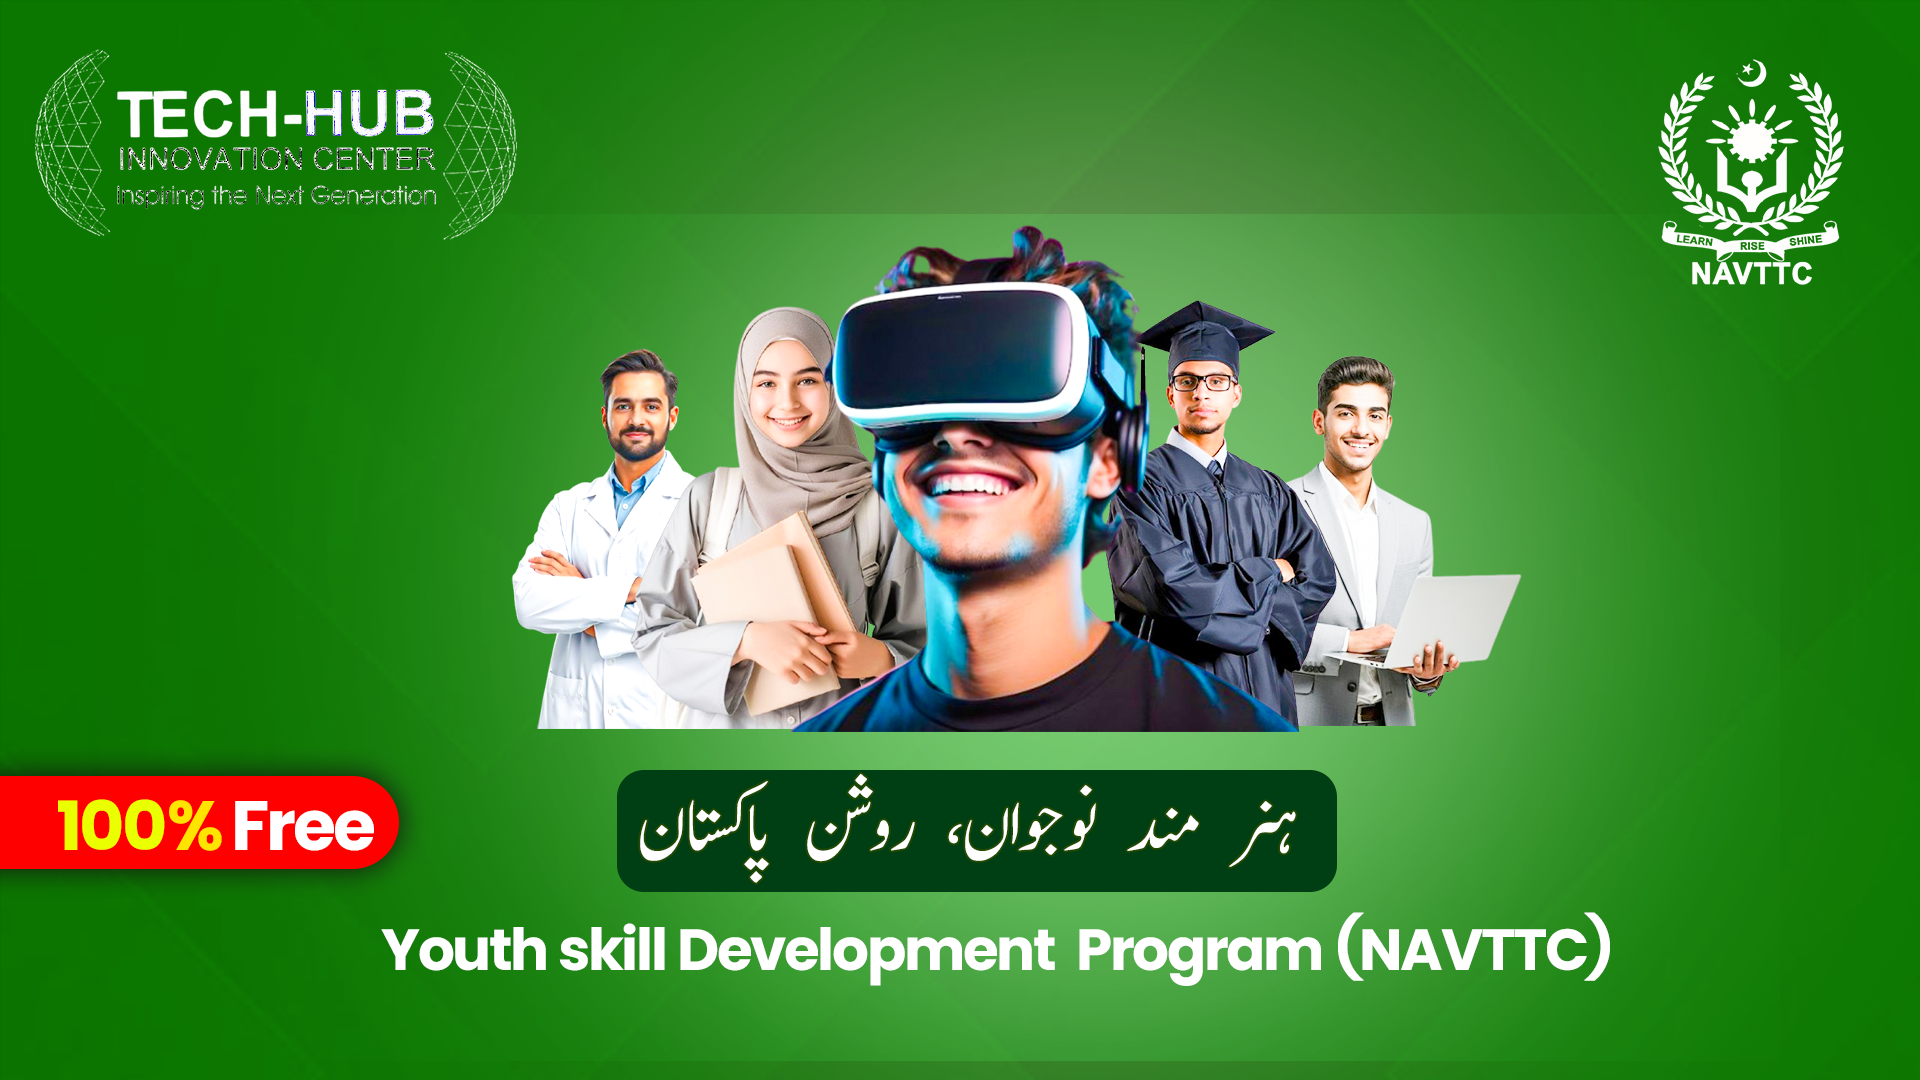 TECH-HUB
INNOVATION CENTER
Inspiring the Next Generation
LEARN RISE SHINE
NAVTTC
100% Free
ہنر مند نوجوان، روشن پاکستان
Youth skill Development Program (NAVTTC)